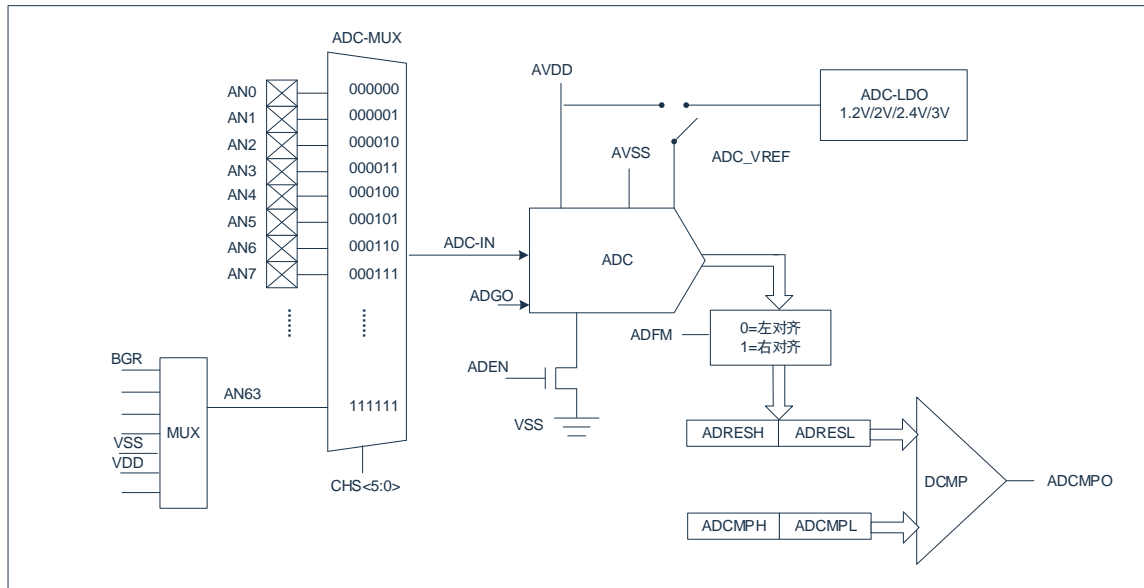 ADC-MUX
AN0
000000
AN1
000001
AN2
000010
AN3
000011
AN4
000100
AN5
000101
AN6
000110
AN7
000111
AVDD
ADC-LDO
1.2V/2V/2.4V/3V
AVSS
ADC_VREF
ADC-IN
ADC
ADGO
ADFM
0=左对齐
1=右对齐
ADEN
VSS
BGR
AN63
111111
MUX
VSS
VDD
CHS<5:0>
ADRESH
ADRESL
DCMP
ADCMPO
ADCMPH
ADCMPL